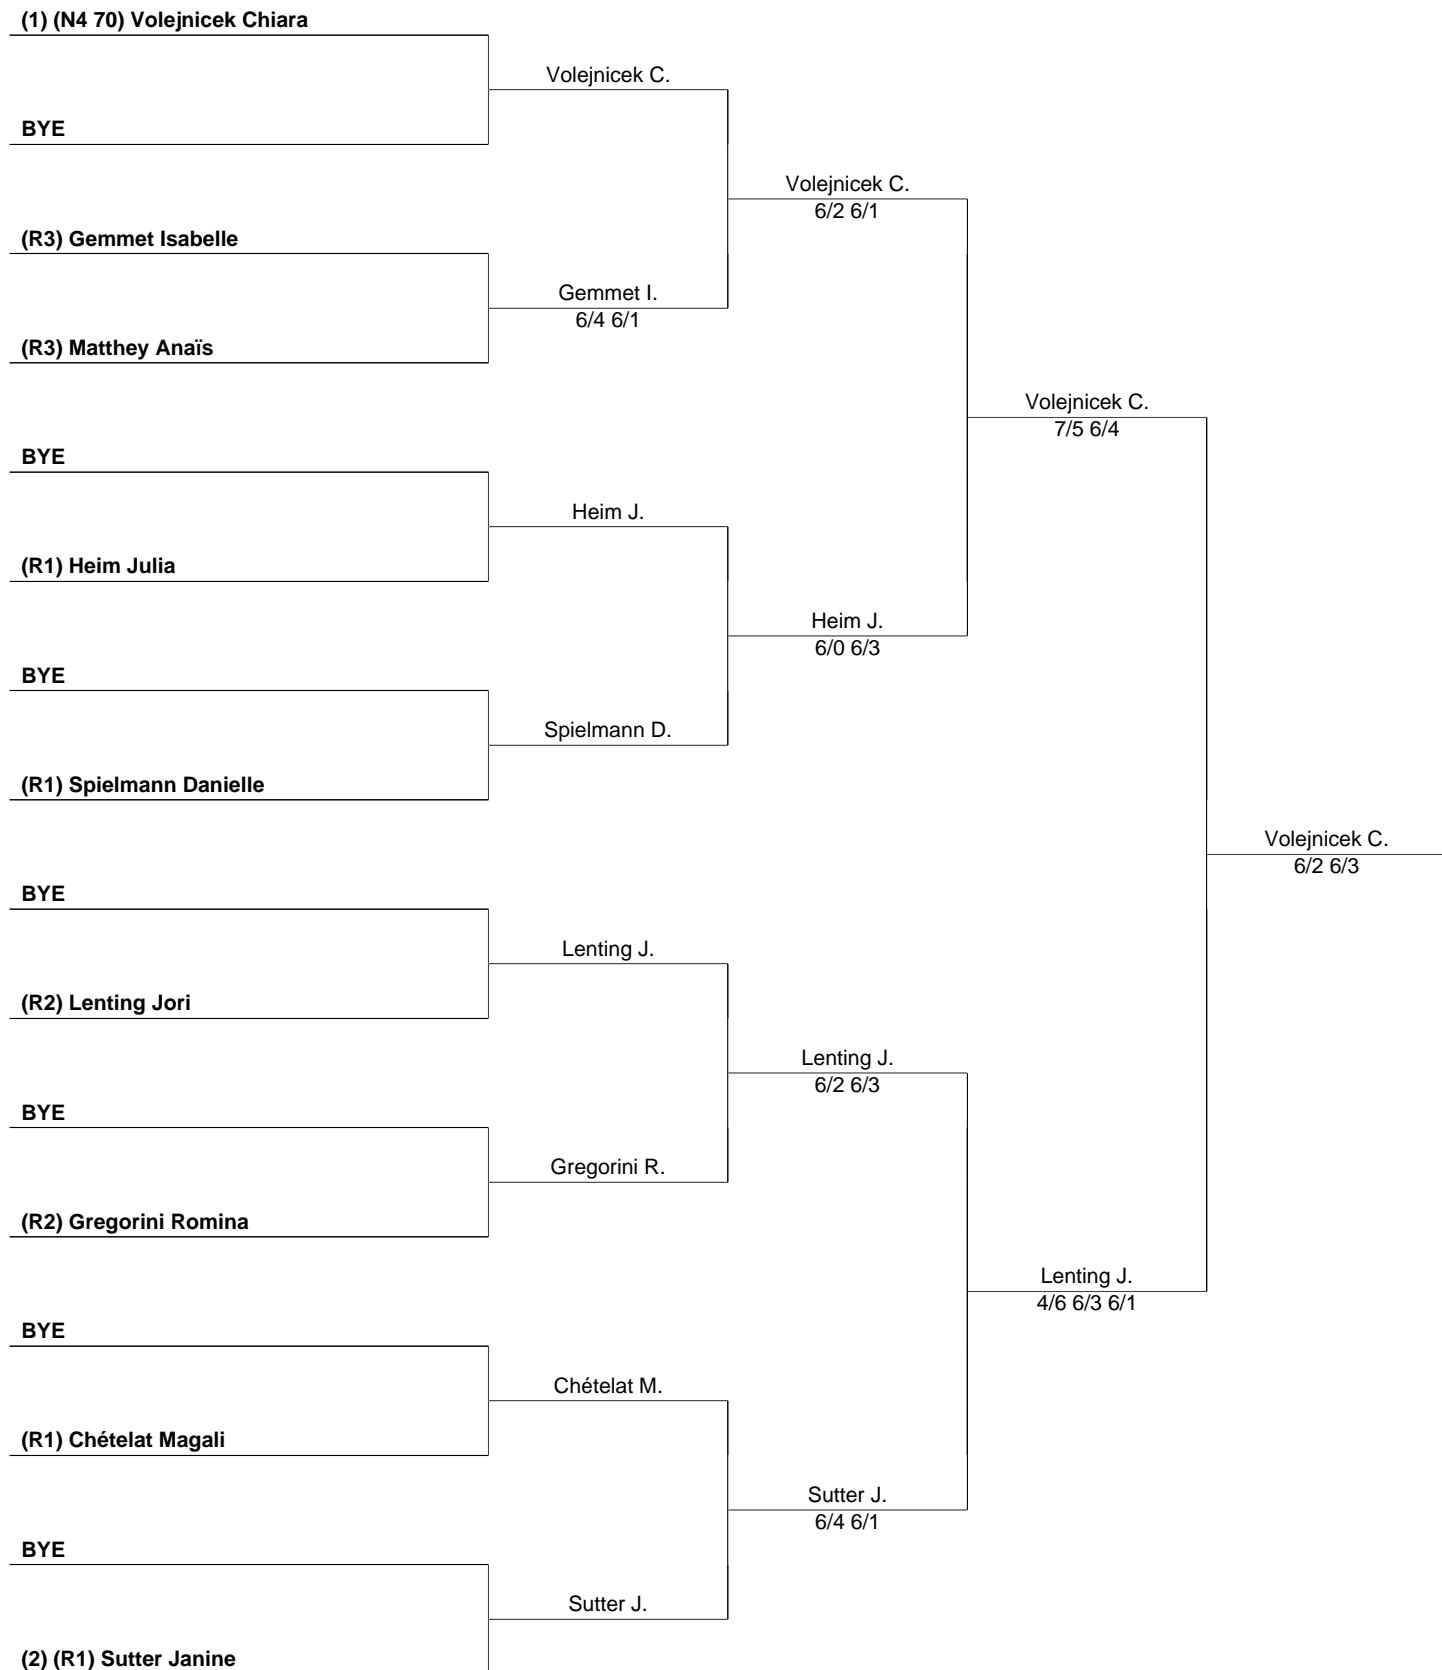 (1) (N4 70) Volejnicek Chiara
Volejnicek C.
BYE
Volejnicek C.
6/2 6/1
(R3) Gemmet Isabelle
Gemmet I.
6/4 6/1
(R3) Matthey Anaïs
Volejnicek C.
7/5 6/4
BYE
Heim J.
(R1) Heim Julia
Heim J.
6/0 6/3
BYE
Spielmann D.
(R1) Spielmann Danielle
Volejnicek C.
6/2 6/3
BYE
Lenting J.
(R2) Lenting Jori
Lenting J.
6/2 6/3
BYE
Gregorini R.
(R2) Gregorini Romina
Lenting J.
4/6 6/3 6/1
BYE
Chételat M.
(R1) Chételat Magali
Sutter J.
6/4 6/1
BYE
Sutter J.
(2) (R1) Sutter Janine